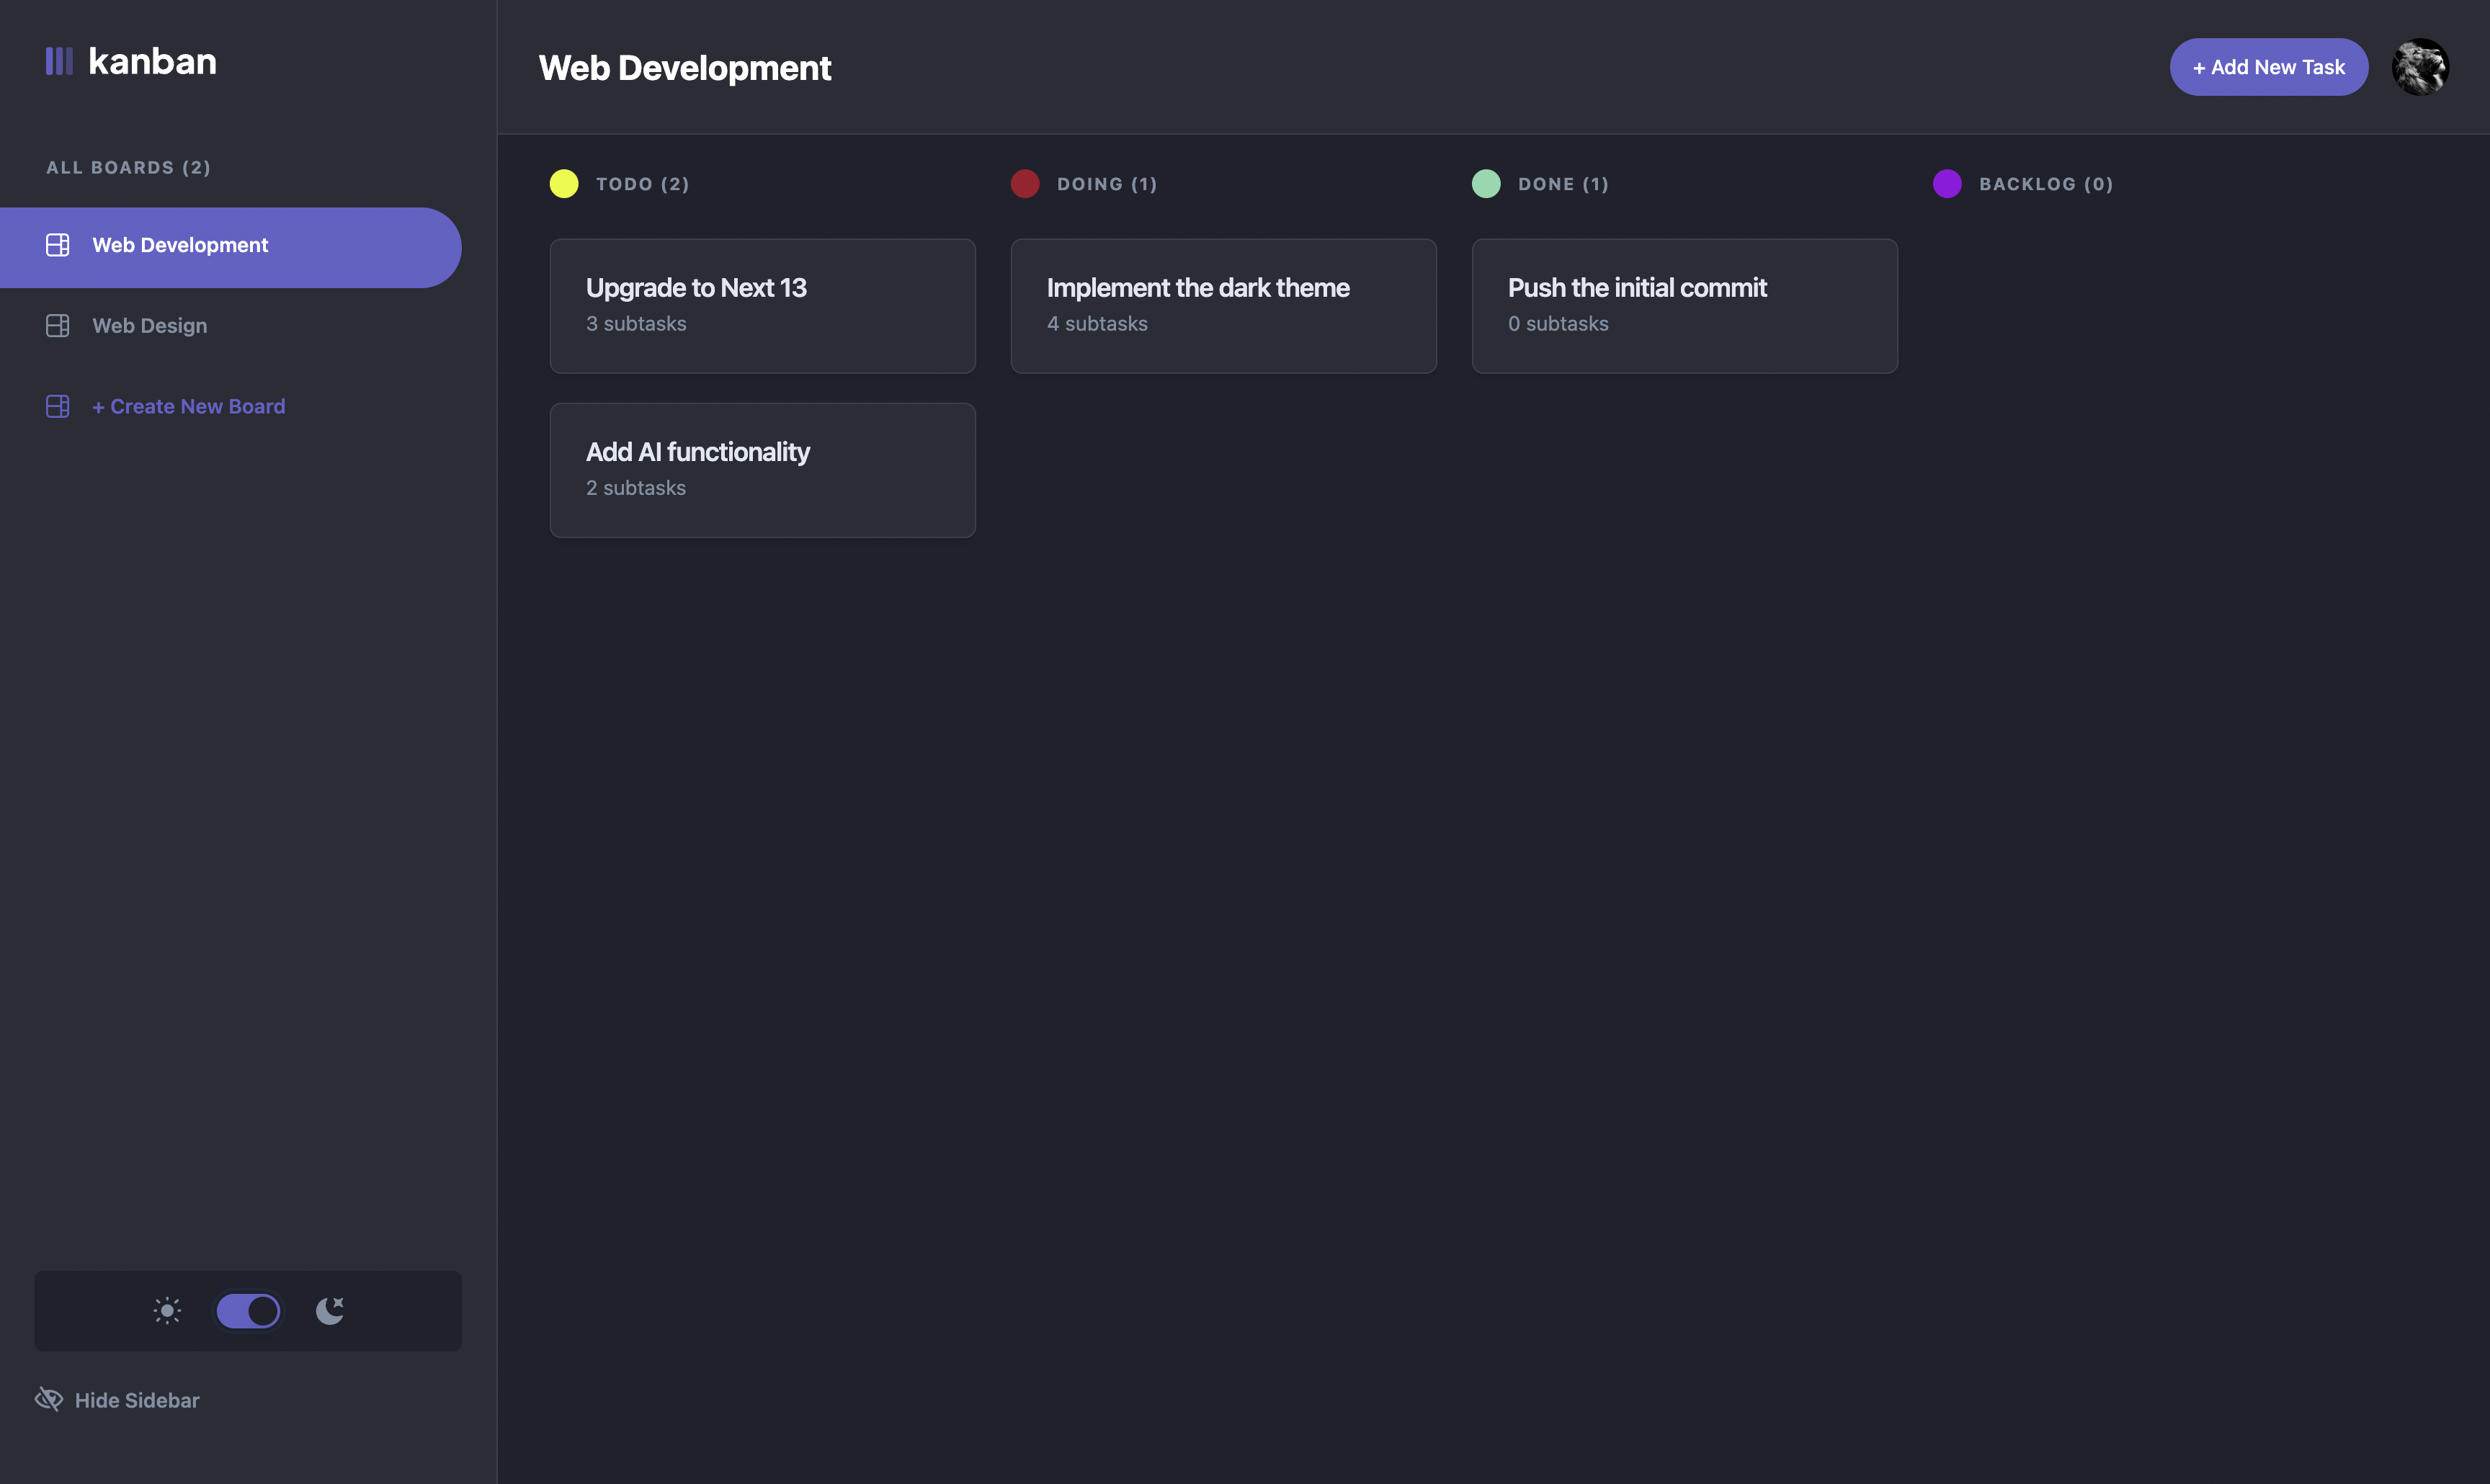 kanban
ALL BOARDS (2)
Web Development
Web Design
+ Create New Board
Hide Sidebar
Web Development
+ Add New Task
TODO (2)
Upgrade to Next 13
3 subtasks
Add AI functionality
2 subtasks
DOING (1)
Implement the dark theme
4 subtasks
DONE (1)
Push the initial commit
0 subtasks
BACKLOG (0)